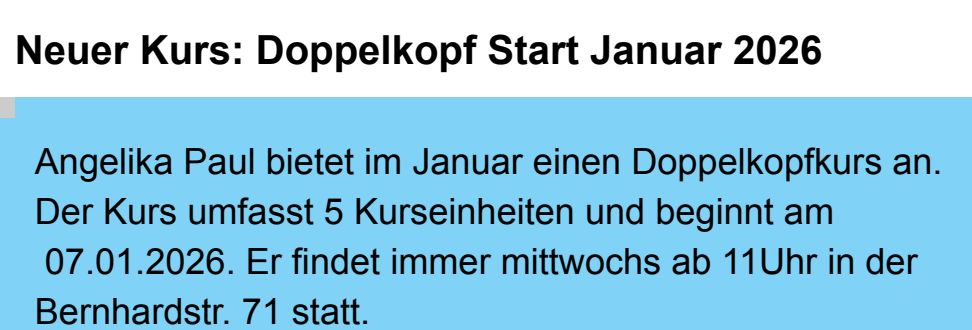 Neuer Kurs: Doppelkopf Start Januar 2026
Angelika Paul bietet im Januar einen Doppelkopfkurs an.
Der Kurs umfasst 5 Kurseinheiten und beginnt am
07.01.2026. Er findet immer mittwochs ab 11Uhr in der
Bernhardstr. 71 statt.